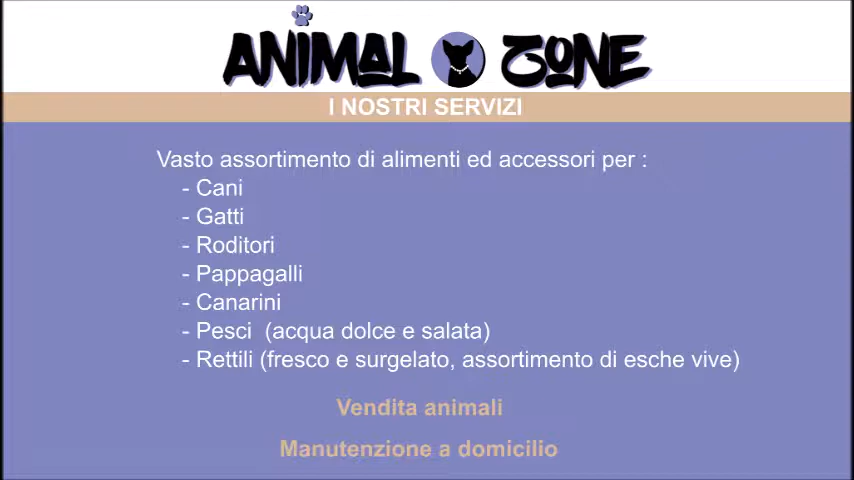 ANIMAL ZONE
I NOSTRI SERVIZI
Vasto assortimento di alimenti ed accessori per :
- Cani
- Gatti
- Roditori
- Pappagalli
- Canarini
- Pesci (acqua dolce e salata)
- Rettili (fresco e surgelato, assortimento di esche vive)
Vendita animali
Manutenzione a domicilio